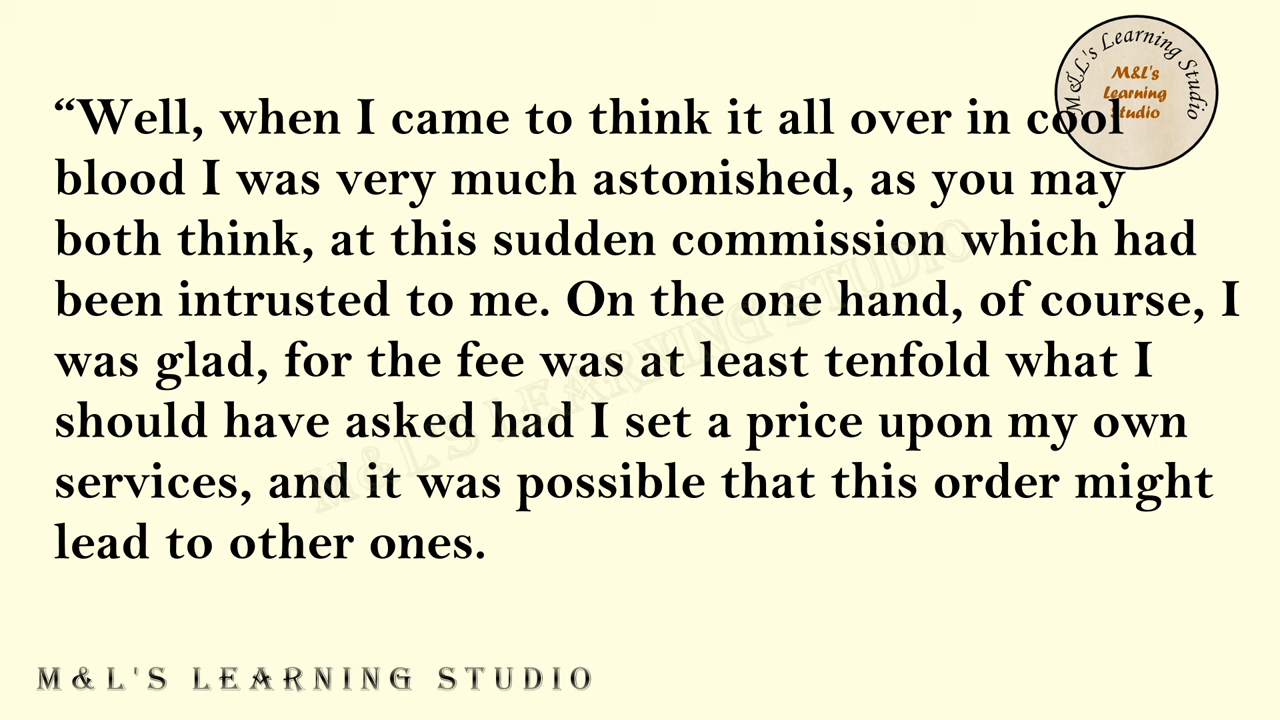 M&L's Learning Studio
M&L's
Learning
Studio
“Well, when I came to think it all over in cool
blood I was very much astonished, as you may
both think, at this sudden commission which had
been intrusted to me. On the one hand, of course, I
was glad, for the fee was at least tenfold what I
should have asked had I set a price upon my own
services, and it was possible that this order might
lead to other ones.
M&L'S LEARNING STUDIO
M&L'S LEARNING STUDIO